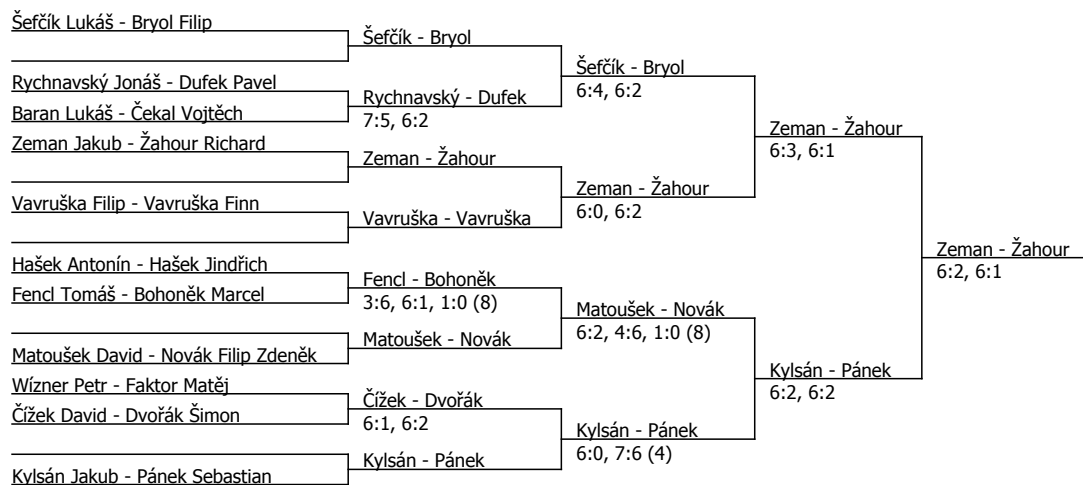 Šefčík Lukáš - Bryol Filip
Rychnavský Jonáš - Dufek Pavel
Baran Lukáš - Čekal Vojtěch
Zeman Jakub - Žahour Richard
Vavruška Filip - Vavruška Finn
Hašek Antonín - Hašek Jindřich
Fencl Tomáš - Bohoněk Marcel
Matoušek David - Novák Filip Zdeněk
Wízner Petr - Faktor Matěj
Čížek David - Dvořák Šimon
Kylsán Jakub - Pánek Sebastian
Šefčík - Bryol
Rychnavský - Dufek
7:5, 6:2
Zeman - Žahour
Vavruška - Vavruška
Fencl - Bohoněk
3:6, 6:1, 1:0 (8)
Matoušek - Novák
Čížek - Dvořák
6:1, 6:2
Kylsán - Pánek
Šefčík - Bryol
6:4, 6:2
Zeman - Žahour
6:0, 6:2
Matoušek - Novák
6:2, 4:6, 1:0 (8)
Kylsán - Pánek
6:0, 7:6 (4)
Zeman - Žahour
6:3, 6:1
Kylsán - Pánek
6:2, 6:2
Zeman - Žahour
6:2, 6:1